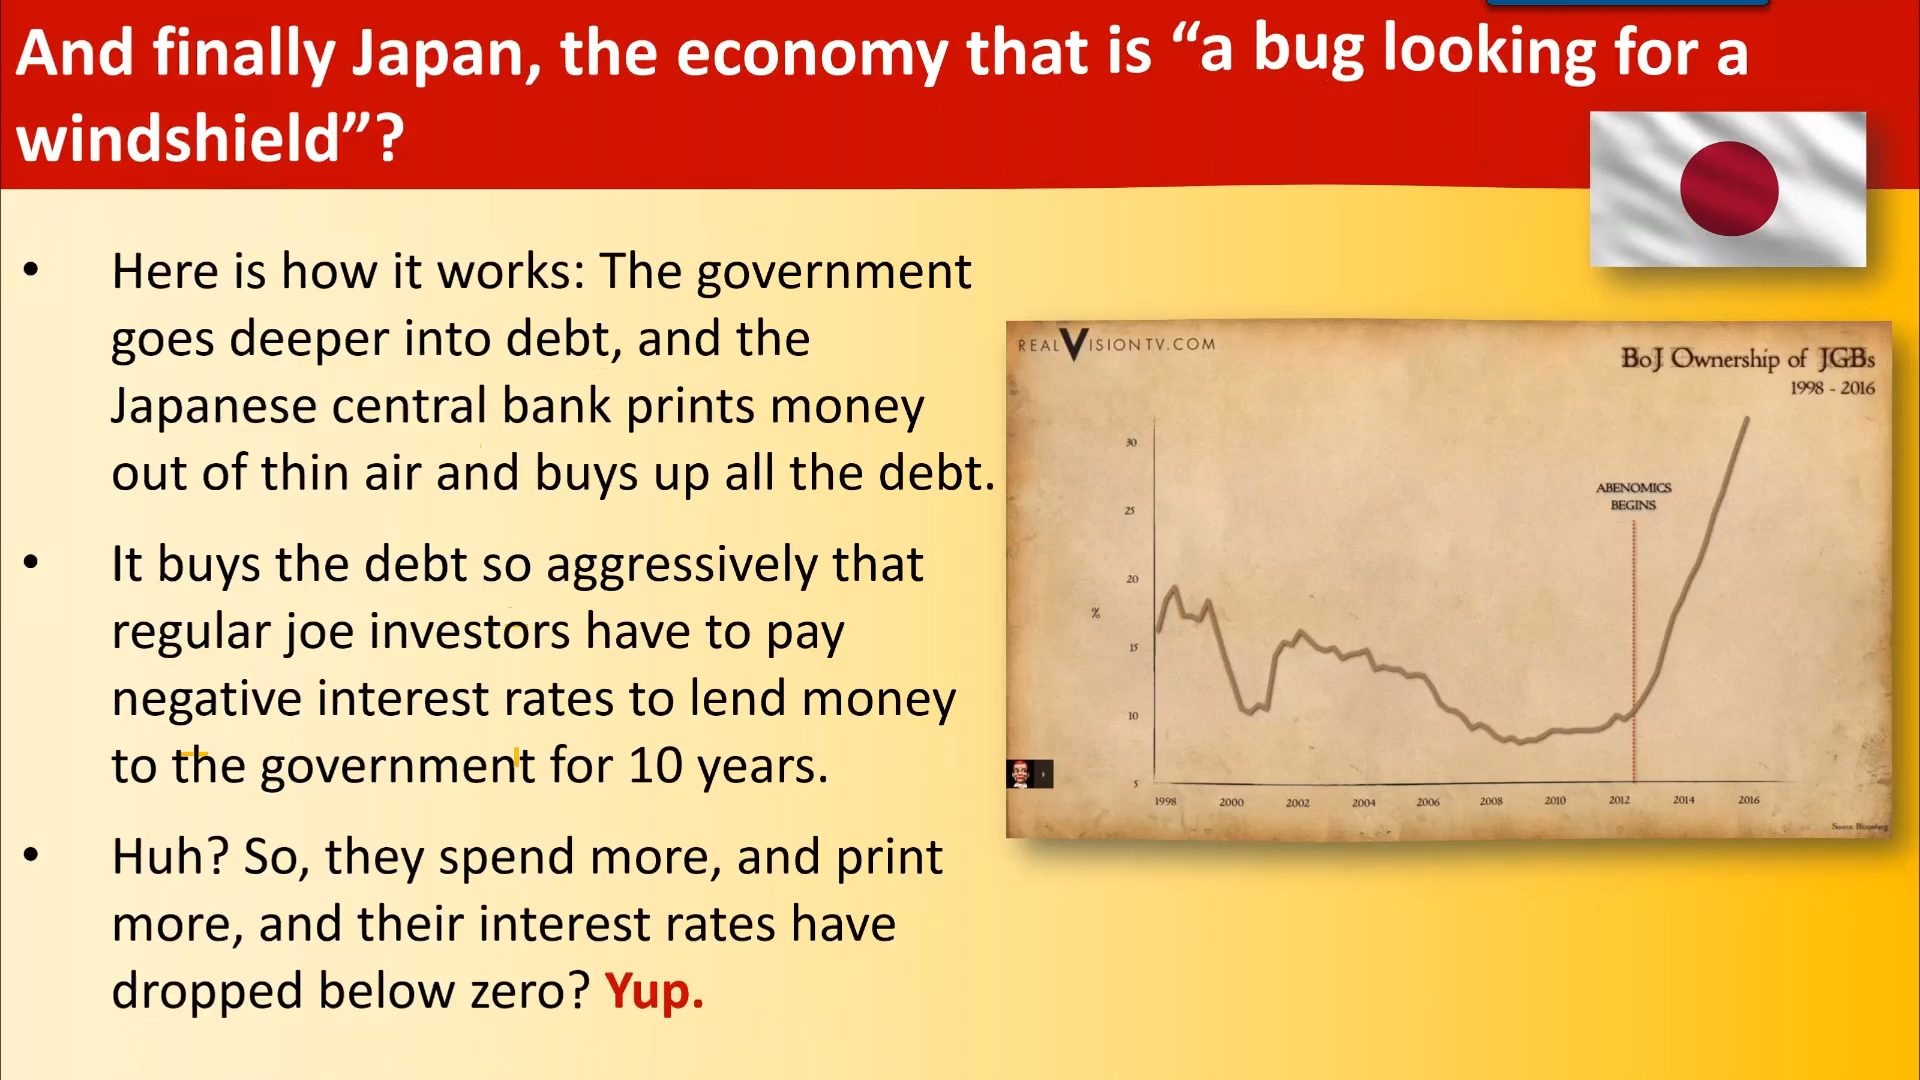 And finally Japan, the economy that is “a bug looking for a
windshield”?
• Here is how it works: The government
goes deeper into debt, and the
Japanese central bank prints money
out of thin air and buys up all the debt.
• It buys the debt so aggressively that
regular joe investors have to pay
negative interest rates to lend money
to the government for 10 years.
• Huh? So, they spend more, and print
more, and their interest rates have
dropped below zero? Yup.
REALVISIONTV.COM
BoJ Ownership of JGBs
1998 - 2016
30
25
20
15
10
5
%
ABENOMICS
BEGINS
1998 2000 2002 2004 2006 2008 2010 2012 2014 2016
Source: Bloomberg